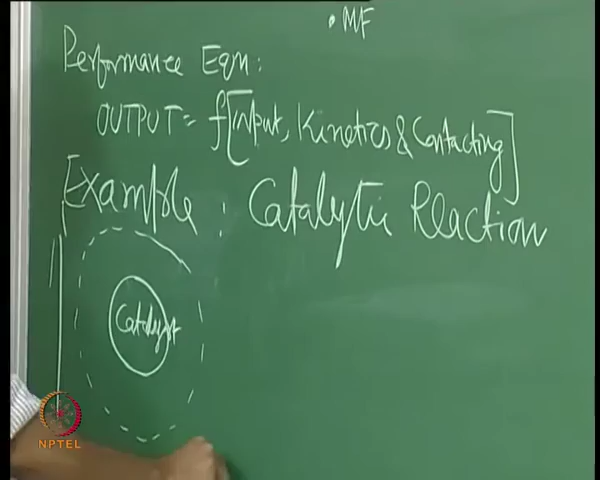 • MF
Performance Eqn:
OUTPUT = f[input, Kinetics & Contacting]
Example : Catalytic Reaction
Catalyst
NPTEL